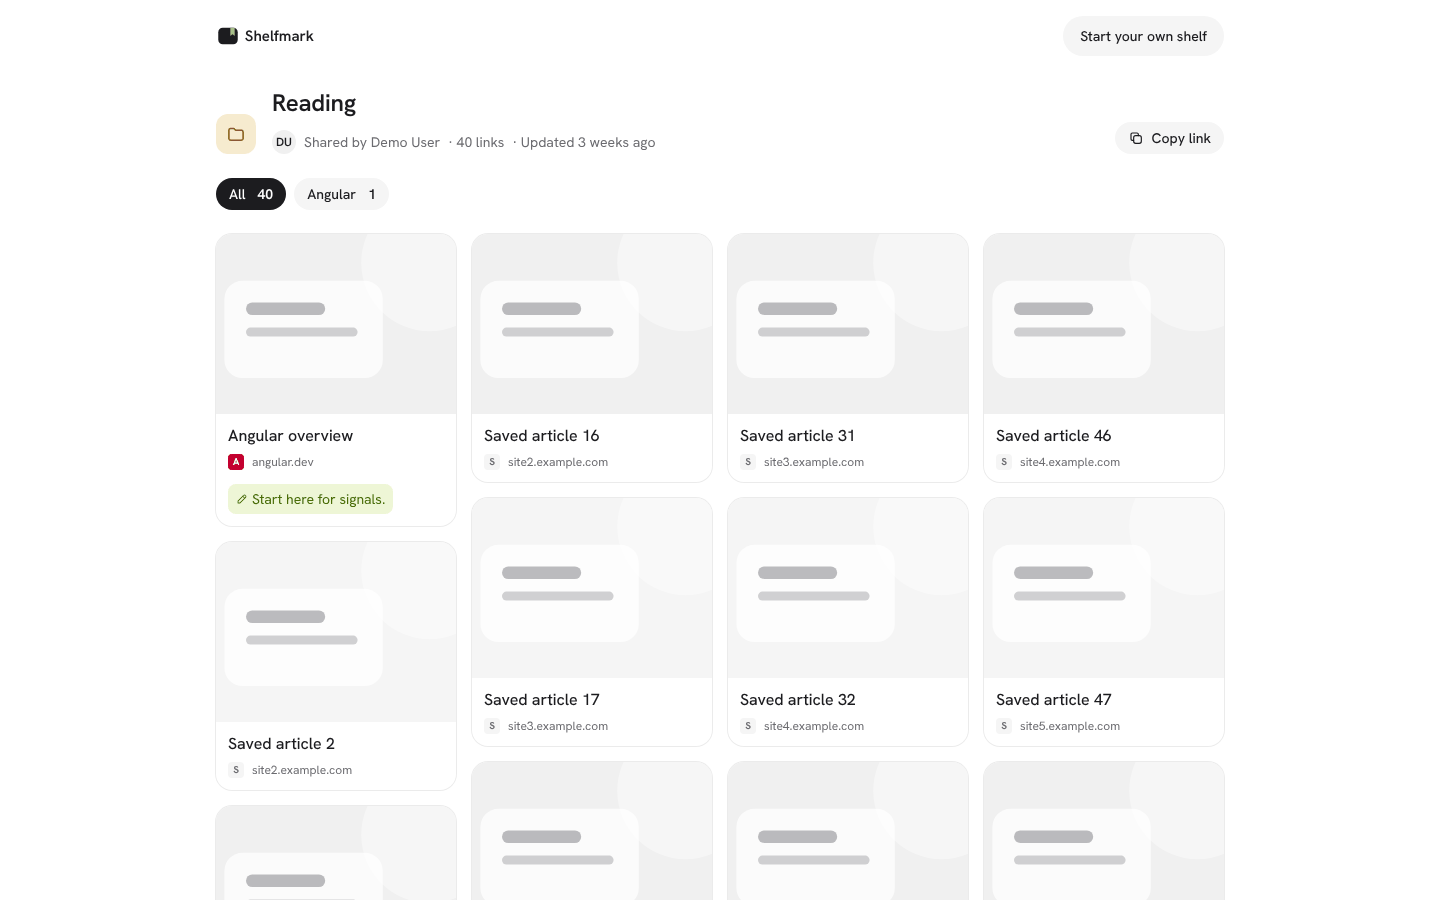 Shelfmark
Start your own shelf
Reading
DU Shared by Demo User · 40 links · Updated 3 weeks ago
Copy link
All 40
Angular 1
Angular overview
A angular.dev
Start here for signals.
Saved article 2
S site2.example.com
Saved article 16
S site2.example.com
Saved article 17
S site3.example.com
Saved article 31
S site3.example.com
Saved article 32
S site4.example.com
Saved article 46
S site4.example.com
Saved article 47
S site5.example.com